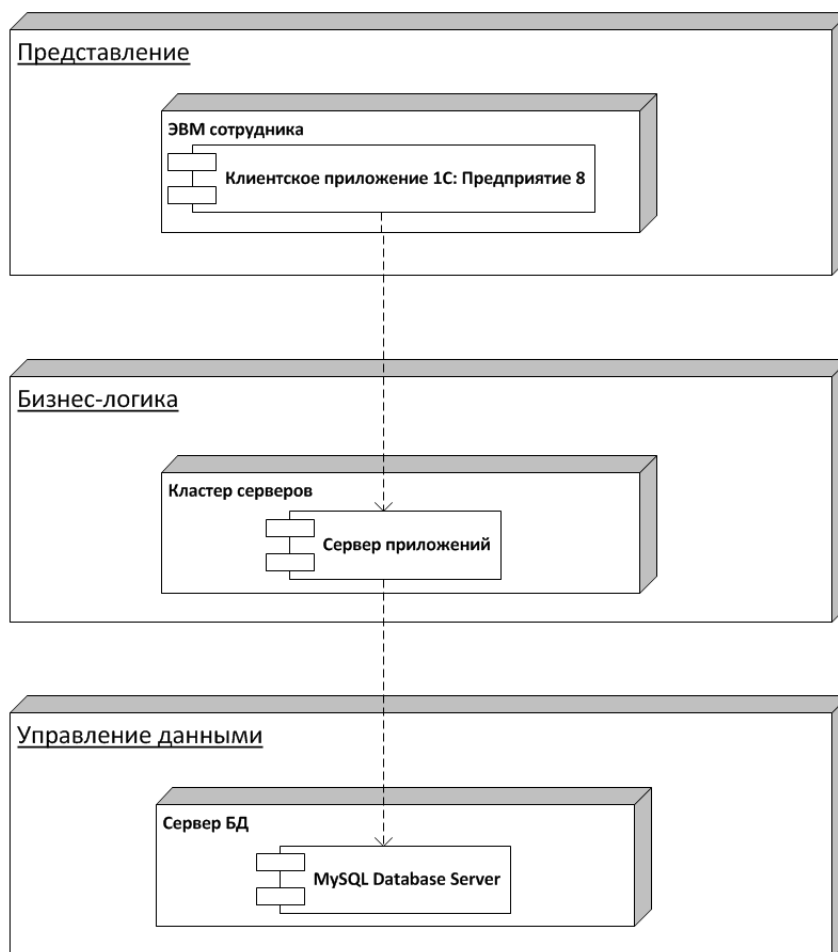 Представление
ЭВМ сотрудника
Клиентское приложение 1С: Предприятие 8
Бизнес-логика
Кластер серверов
Сервер приложений
Управление данными
Сервер БД
MySQL Database Server